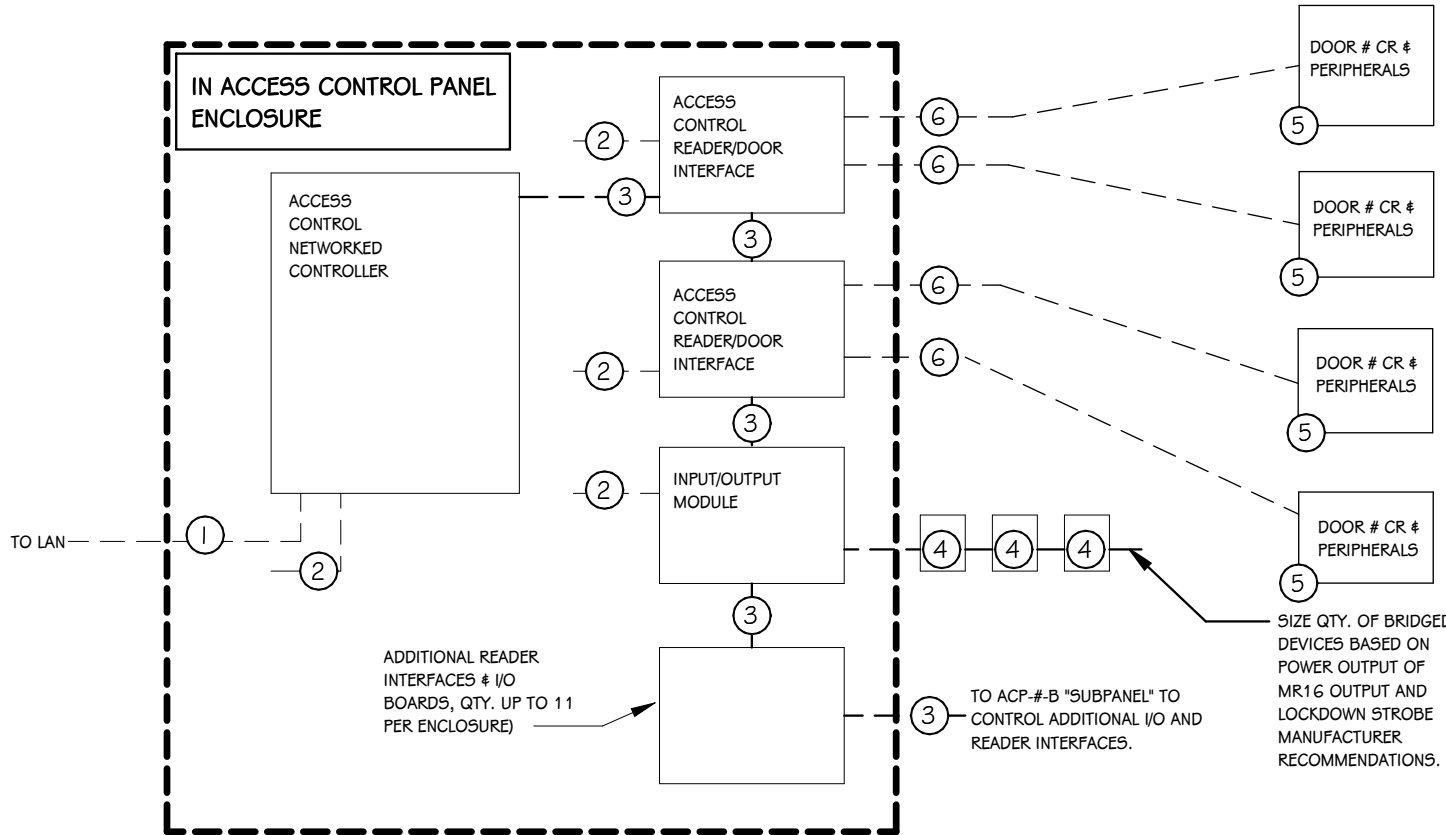 IN ACCESS CONTROL PANEL
ENCLOSURE
ACCESS
CONTROL
NETWORKED
CONTROLLER
TO LAN
1
2
ACCESS
CONTROL
READER/DOOR
INTERFACE
2
3
3
ACCESS
CONTROL
READER/DOOR
INTERFACE
2
3
INPUT/OUTPUT
MODULE
2
3
ADDITIONAL READER
INTERFACES & I/O
BOARDS, QTY. UP TO 11
PER ENCLOSURE)
6
6
6
6
4
4
4
3
TO ACP-#-B "SUBPANEL" TO
CONTROL ADDITIONAL I/O AND
READER INTERFACES.
DOOR # CR &
PERIPHERALS
5
DOOR # CR &
PERIPHERALS
5
DOOR # CR &
PERIPHERALS
5
DOOR # CR &
PERIPHERALS
5
SIZE QTY. OF BRIDGED
DEVICES BASED ON
POWER OUTPUT OF
MR16 OUTPUT AND
LOCKDOWN STROBE
MANUFACTURER
RECOMMENDATIONS.